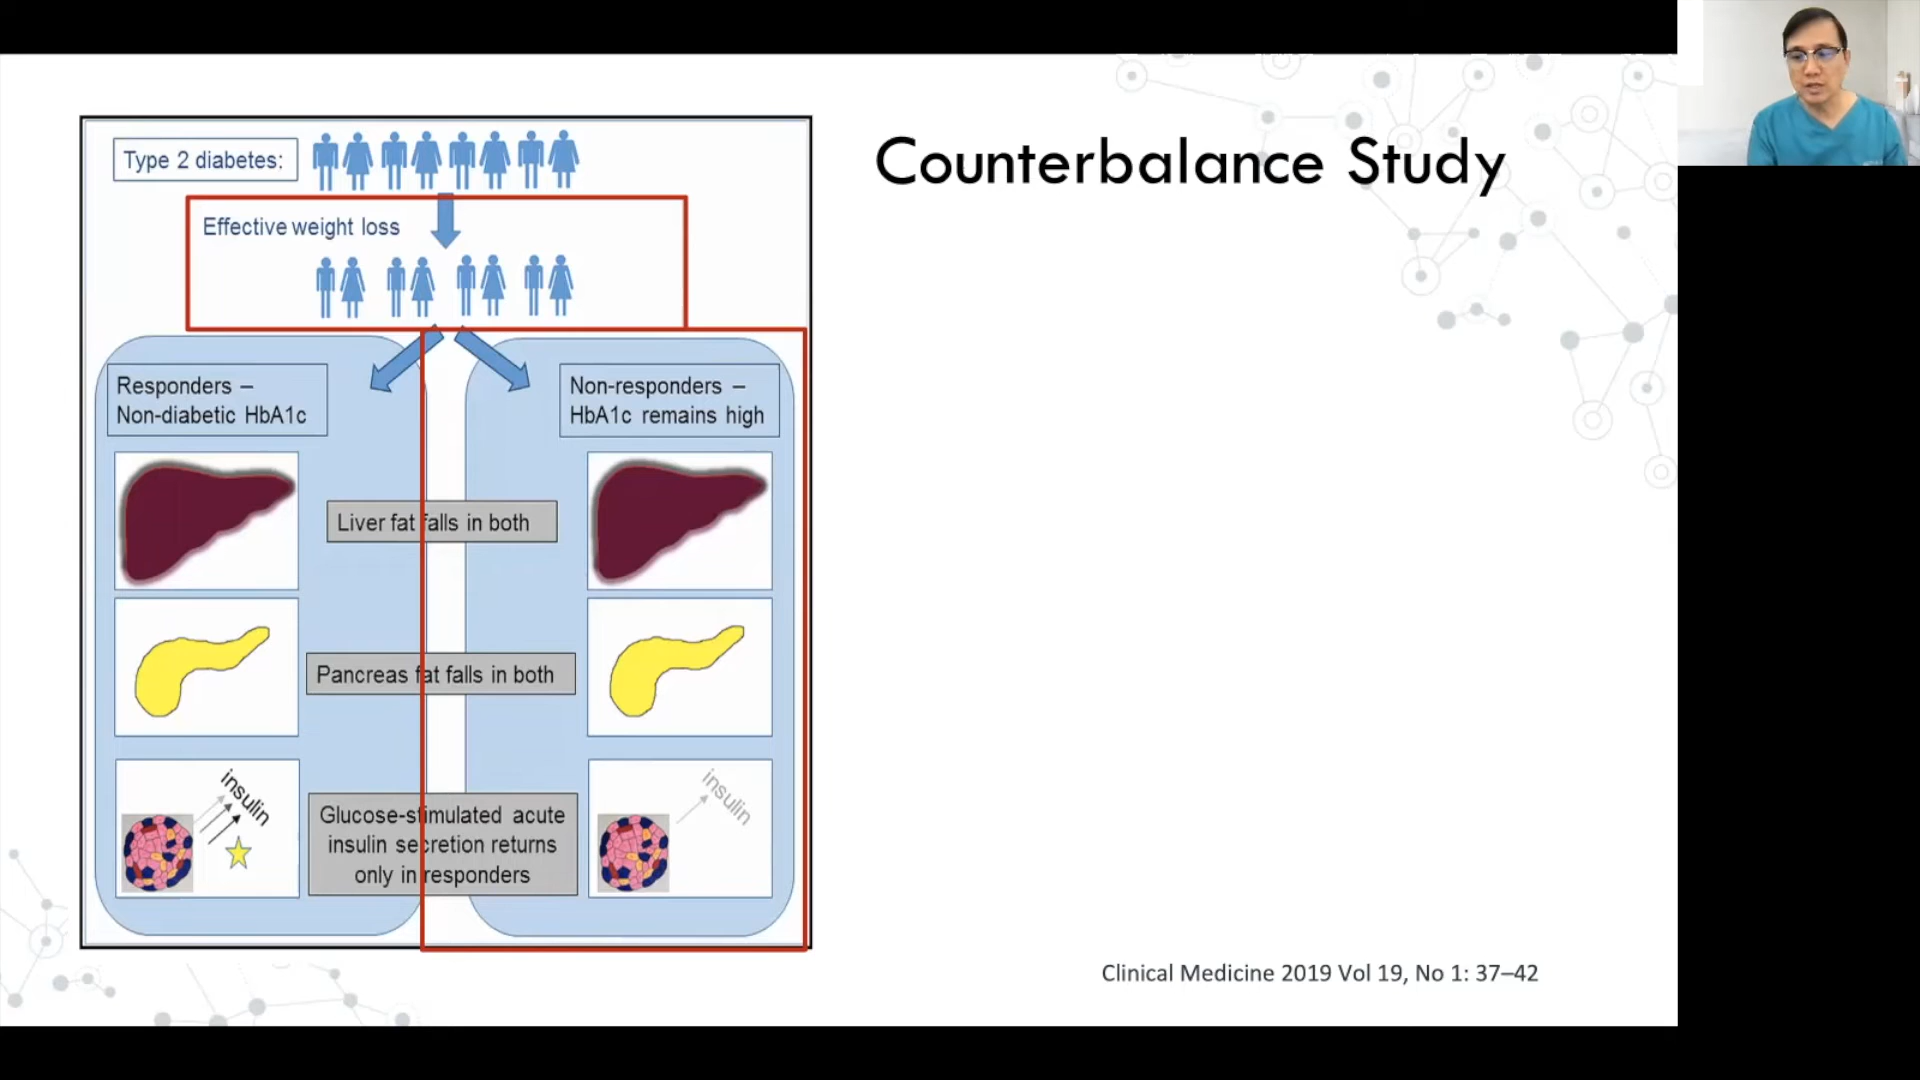 Counterbalance Study
Type 2 diabetes:
Effective weight loss
Responders –
Non-diabetic HbA1c
Non-responders –
HbA1c remains high
Liver fat falls in both
Pancreas fat falls in both
insulin
Glucose-stimulated acute
insulin secretion returns
only in responders
insulin
Clinical Medicine 2019 Vol 19, No 1: 37–42